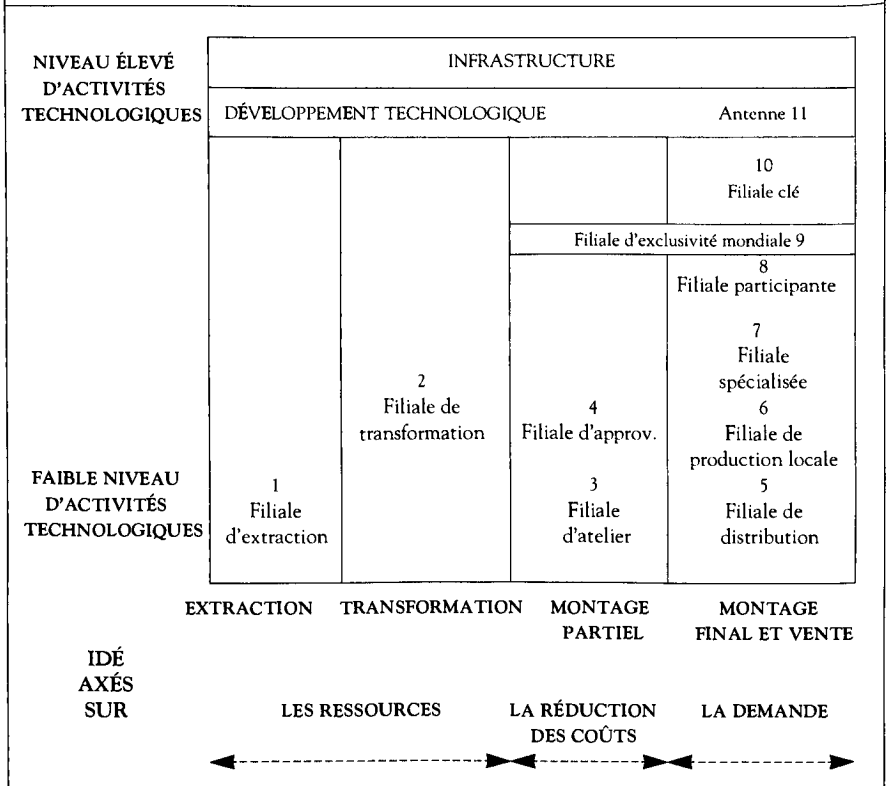 NIVEAU ÉLEVÉ
D'ACTIVITÉS
TECHNOLOGIQUES
INFRASTRUCTURE
DÉVELOPPEMENT TECHNOLOGIQUE
Antenne 11
10
Filiale clé
Filiale d'exclusivité mondiale 9
8
Filiale participante
7
Filiale
spécialisée
2
Filiale de
transformation
4
Filiale d'approv.
6
Filiale de
production locale
FAIBLE NIVEAU
D'ACTIVITÉS
TECHNOLOGIQUES
1
Filiale
d'extraction
3
Filiale
d'atelier
5
Filiale de
distribution
EXTRACTION
TRANSFORMATION
MONTAGE
PARTIEL
MONTAGE
FINAL ET VENTE
IDÉ
AXÉS
SUR
LES RESSOURCES
LA RÉDUCTION
DES COÛTS
LA DEMANDE